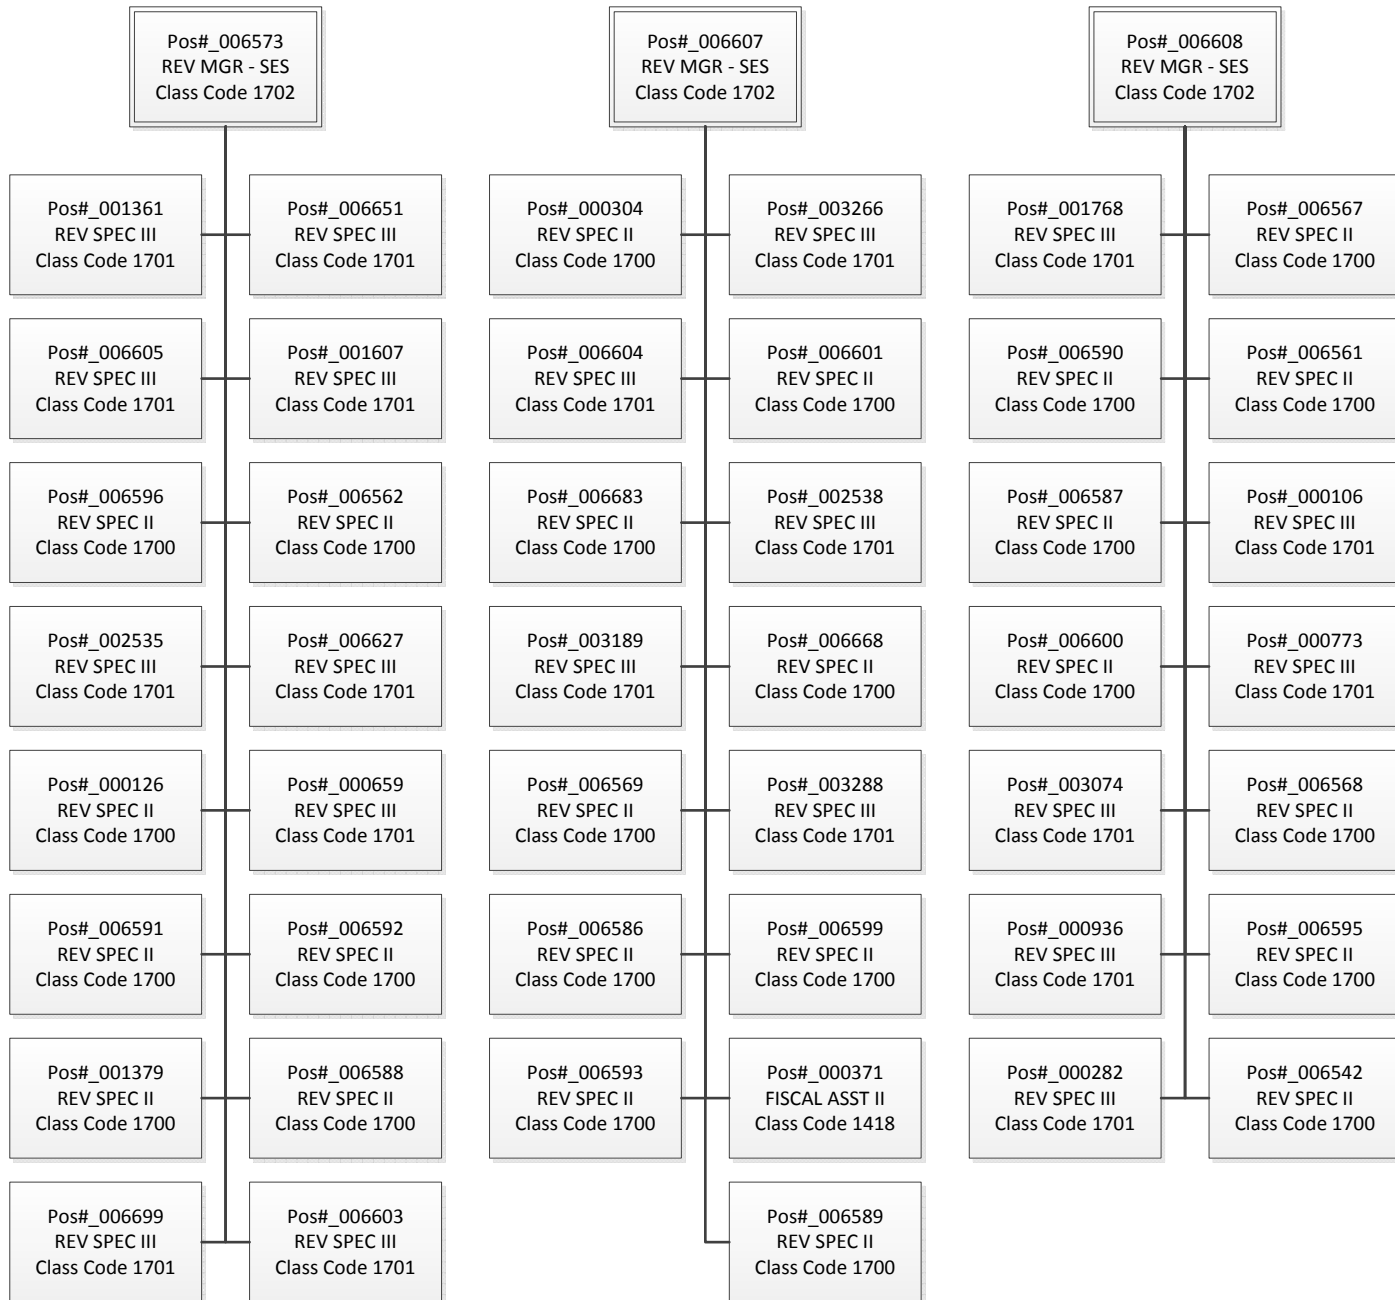 Pos#_006573
REV MGR - SES
Class Code 1702
Pos#_006607
REV MGR - SES
Class Code 1702
Pos#_006608
REV MGR - SES
Class Code 1702
Pos#_001361
REV SPEC III
Class Code 1701
Pos#_006651
REV SPEC III
Class Code 1701
Pos#_000304
REV SPEC II
Class Code 1700
Pos#_003266
REV SPEC III
Class Code 1701
Pos#_001768
REV SPEC III
Class Code 1701
Pos#_006567
REV SPEC II
Class Code 1700
Pos#_006605
REV SPEC III
Class Code 1701
Pos#_001607
REV SPEC III
Class Code 1701
Pos#_006604
REV SPEC III
Class Code 1701
Pos#_006601
REV SPEC II
Class Code 1700
Pos#_006590
REV SPEC II
Class Code 1700
Pos#_006561
REV SPEC II
Class Code 1700
Pos#_006596
REV SPEC II
Class Code 1700
Pos#_006562
REV SPEC II
Class Code 1700
Pos#_006683
REV SPEC II
Class Code 1700
Pos#_002538
REV SPEC III
Class Code 1701
Pos#_006587
REV SPEC II
Class Code 1700
Pos#_000106
REV SPEC III
Class Code 1701
Pos#_002535
REV SPEC III
Class Code 1701
Pos#_006627
REV SPEC III
Class Code 1701
Pos#_003189
REV SPEC III
Class Code 1701
Pos#_006668
REV SPEC II
Class Code 1700
Pos#_006600
REV SPEC II
Class Code 1700
Pos#_000773
REV SPEC III
Class Code 1701
Pos#_000126
REV SPEC II
Class Code 1700
Pos#_000659
REV SPEC III
Class Code 1701
Pos#_006569
REV SPEC II
Class Code 1700
Pos#_003288
REV SPEC III
Class Code 1701
Pos#_003074
REV SPEC III
Class Code 1701
Pos#_006568
REV SPEC II
Class Code 1700
Pos#_006591
REV SPEC II
Class Code 1700
Pos#_006592
REV SPEC II
Class Code 1700
Pos#_006586
REV SPEC II
Class Code 1700
Pos#_006599
REV SPEC II
Class Code 1700
Pos#_000936
REV SPEC III
Class Code 1701
Pos#_006595
REV SPEC II
Class Code 1700
Pos#_001379
REV SPEC II
Class Code 1700
Pos#_006588
REV SPEC II
Class Code 1700
Pos#_006593
REV SPEC II
Class Code 1700
Pos#_000371
FISCAL ASST II
Class Code 1418
Pos#_000282
REV SPEC III
Class Code 1701
Pos#_006542
REV SPEC II
Class Code 1700
Pos#_006699
REV SPEC III
Class Code 1701
Pos#_006603
REV SPEC III
Class Code 1701
Pos#_006589
REV SPEC II
Class Code 1700